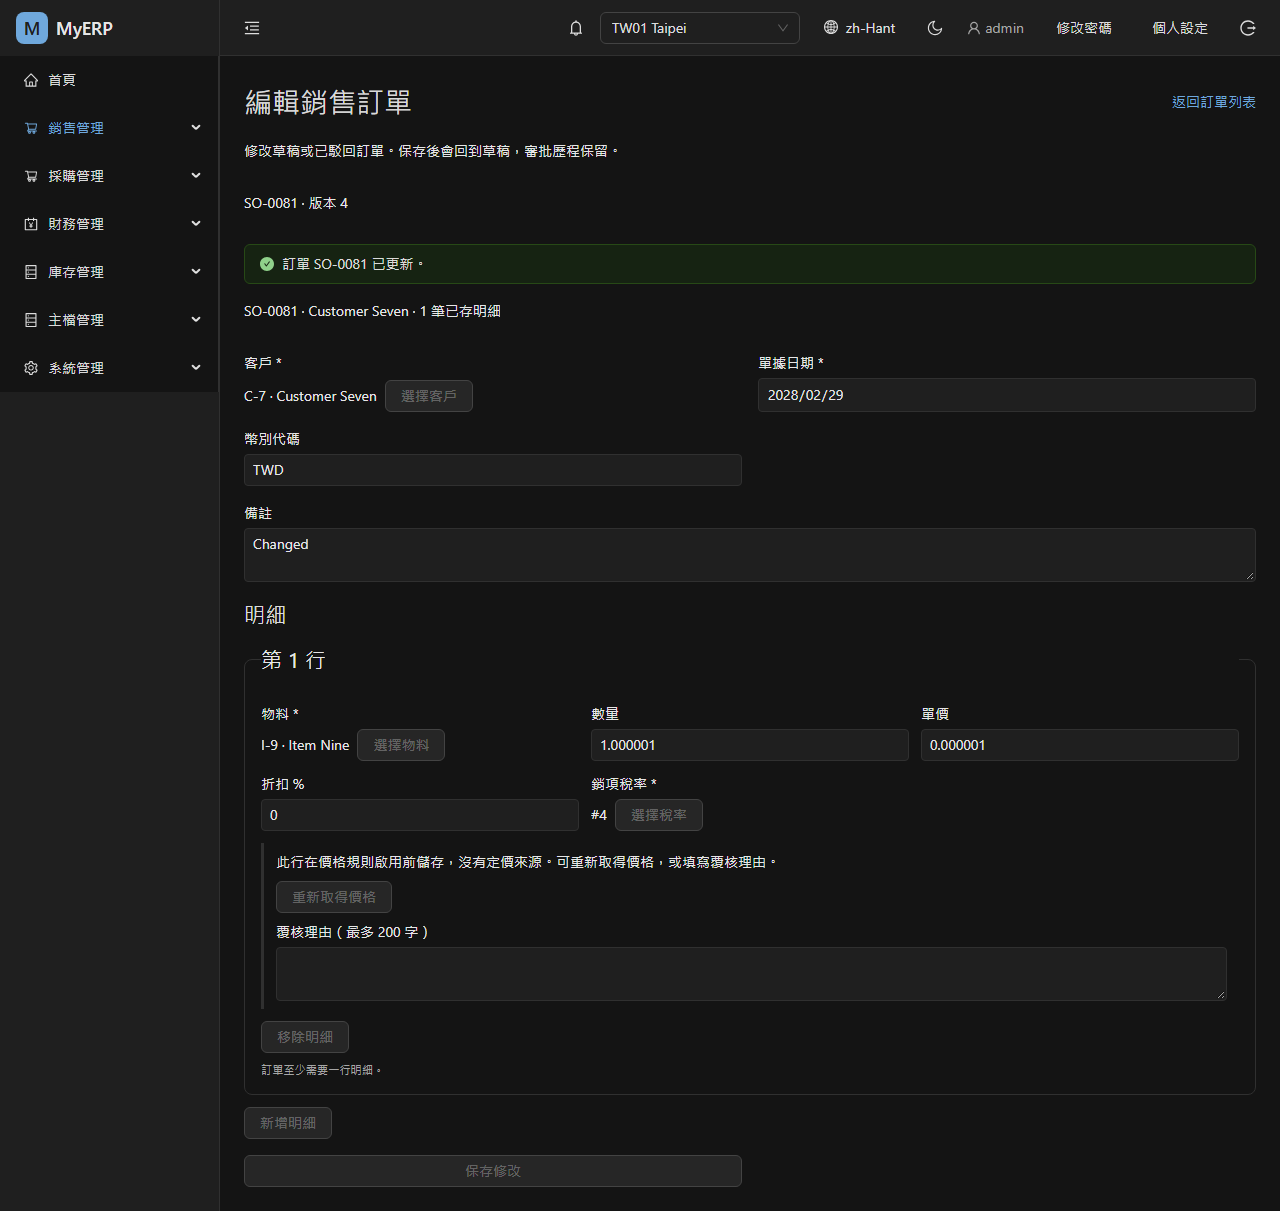 M MyERP
TW01 Taipei
zh-Hant
admin
修改密碼
個人設定
首頁
銷售管理
採購管理
財務管理
庫存管理
主檔管理
系統管理
編輯銷售訂單
返回訂單列表
修改草稿或已駁回訂單。保存後會回到草稿，審批歷程保留。
SO-0081 · 版本 4
訂單 SO-0081 已更新。
SO-0081 · Customer Seven · 1 筆已存明細
客戶 *
單據日期 *
C-7 · Customer Seven
選擇客戶
2028/02/29
幣別代碼
TWD
備註
Changed
明細
第 1 行
物料 *
數量
單價
I-9 · Item Nine
選擇物料
1.000001
0.000001
折扣 %
銷項稅率 *
0
#4
選擇稅率
此行在價格規則啟用前儲存，沒有定價來源。可重新取得價格，或填寫覆核理由。
重新取得價格
覆核理由（最多 200 字）
移除明細
訂單至少需要一行明細。
新增明細
保存修改